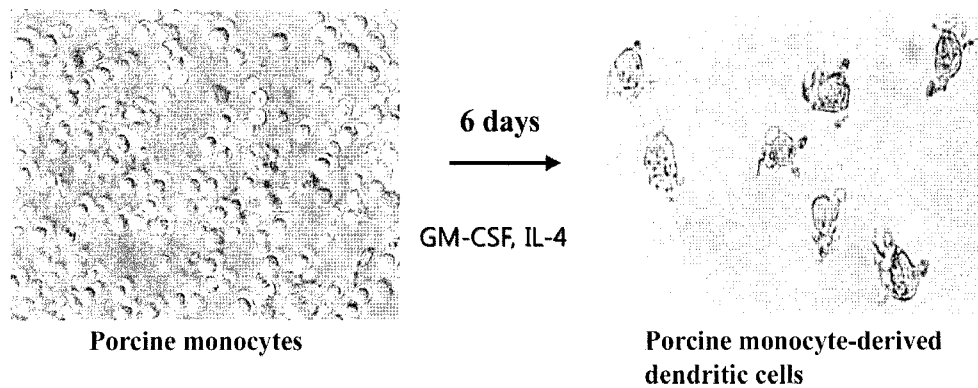 6 days
GM-CSF, IL-4
Porcine monocytes
Porcine monocyte-derived
dendritic cells